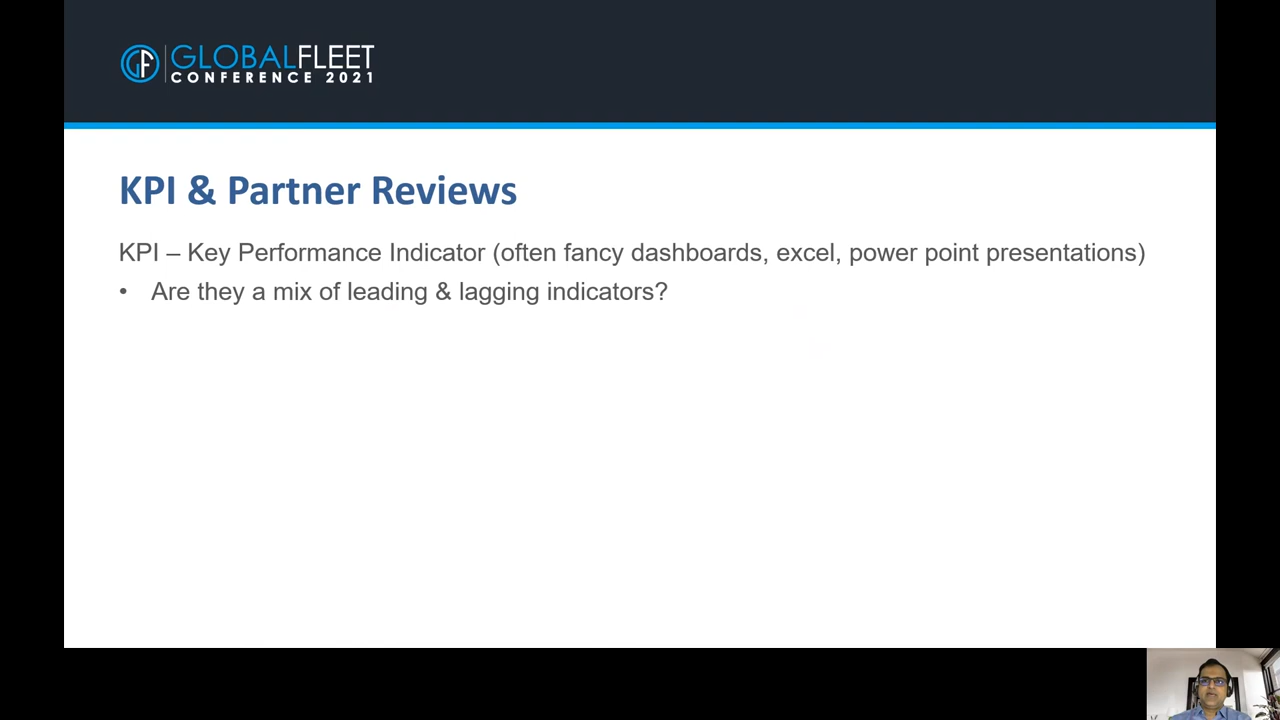 GF GLOBALFLEET
CONFERENCE 2021
KPI & Partner Reviews
KPI – Key Performance Indicator (often fancy dashboards, excel, power point presentations)
• Are they a mix of leading & lagging indicators?